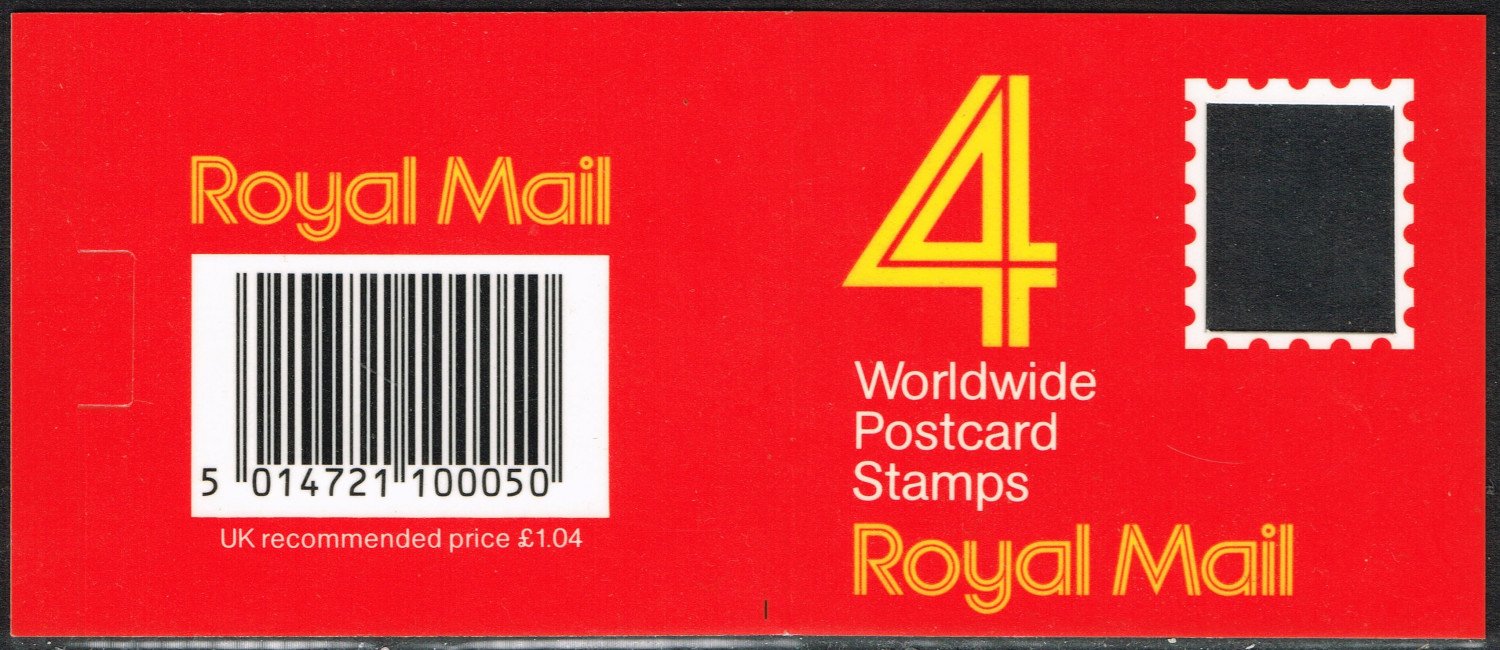 Royal Mail
5 014721 100050
UK recommended price £1.04
4
Worldwide
Postcard
Stamps
Royal Mail